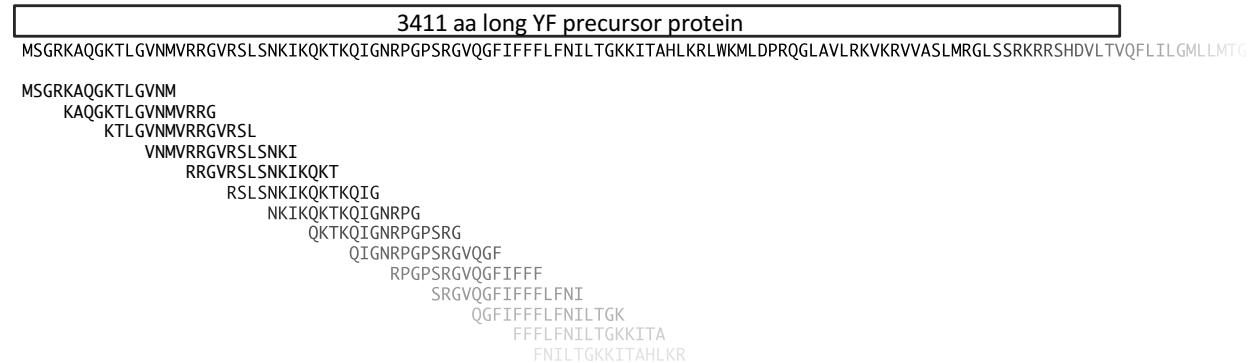 3411 aa long YF precursor protein
MSGRKAQGKTLGVNMVRRGVRSLSNKIKQKTKQIGNRPGPSRGVQGFIFFFLFNILTGKKITAHLKRLWKMLDPRQGLAVLRKVKRVVASLMRGLSSRKRRSHDVLTVQFLILGMLLMTG
MSGRKAQGKTLGVNM
KAQGKTLGVNMVRRG
KTLGVNMVRRGVRSL
VNMVRRGVRSLSNKI
RRGVRSLSNKIKQKT
RSLSNKIKQKTKQIG
NKIKQKTKQIGNRPG
QKTKQIGNRPGPSRG
QIGNRPGPSRGVQGF
RPGPSRGVQGFIFFF
SRGVQGFIFFFLFNI
QGFIFFFLFNILTGK
FFFLFNILTGKKITA
FNILTGKKITAHLKR